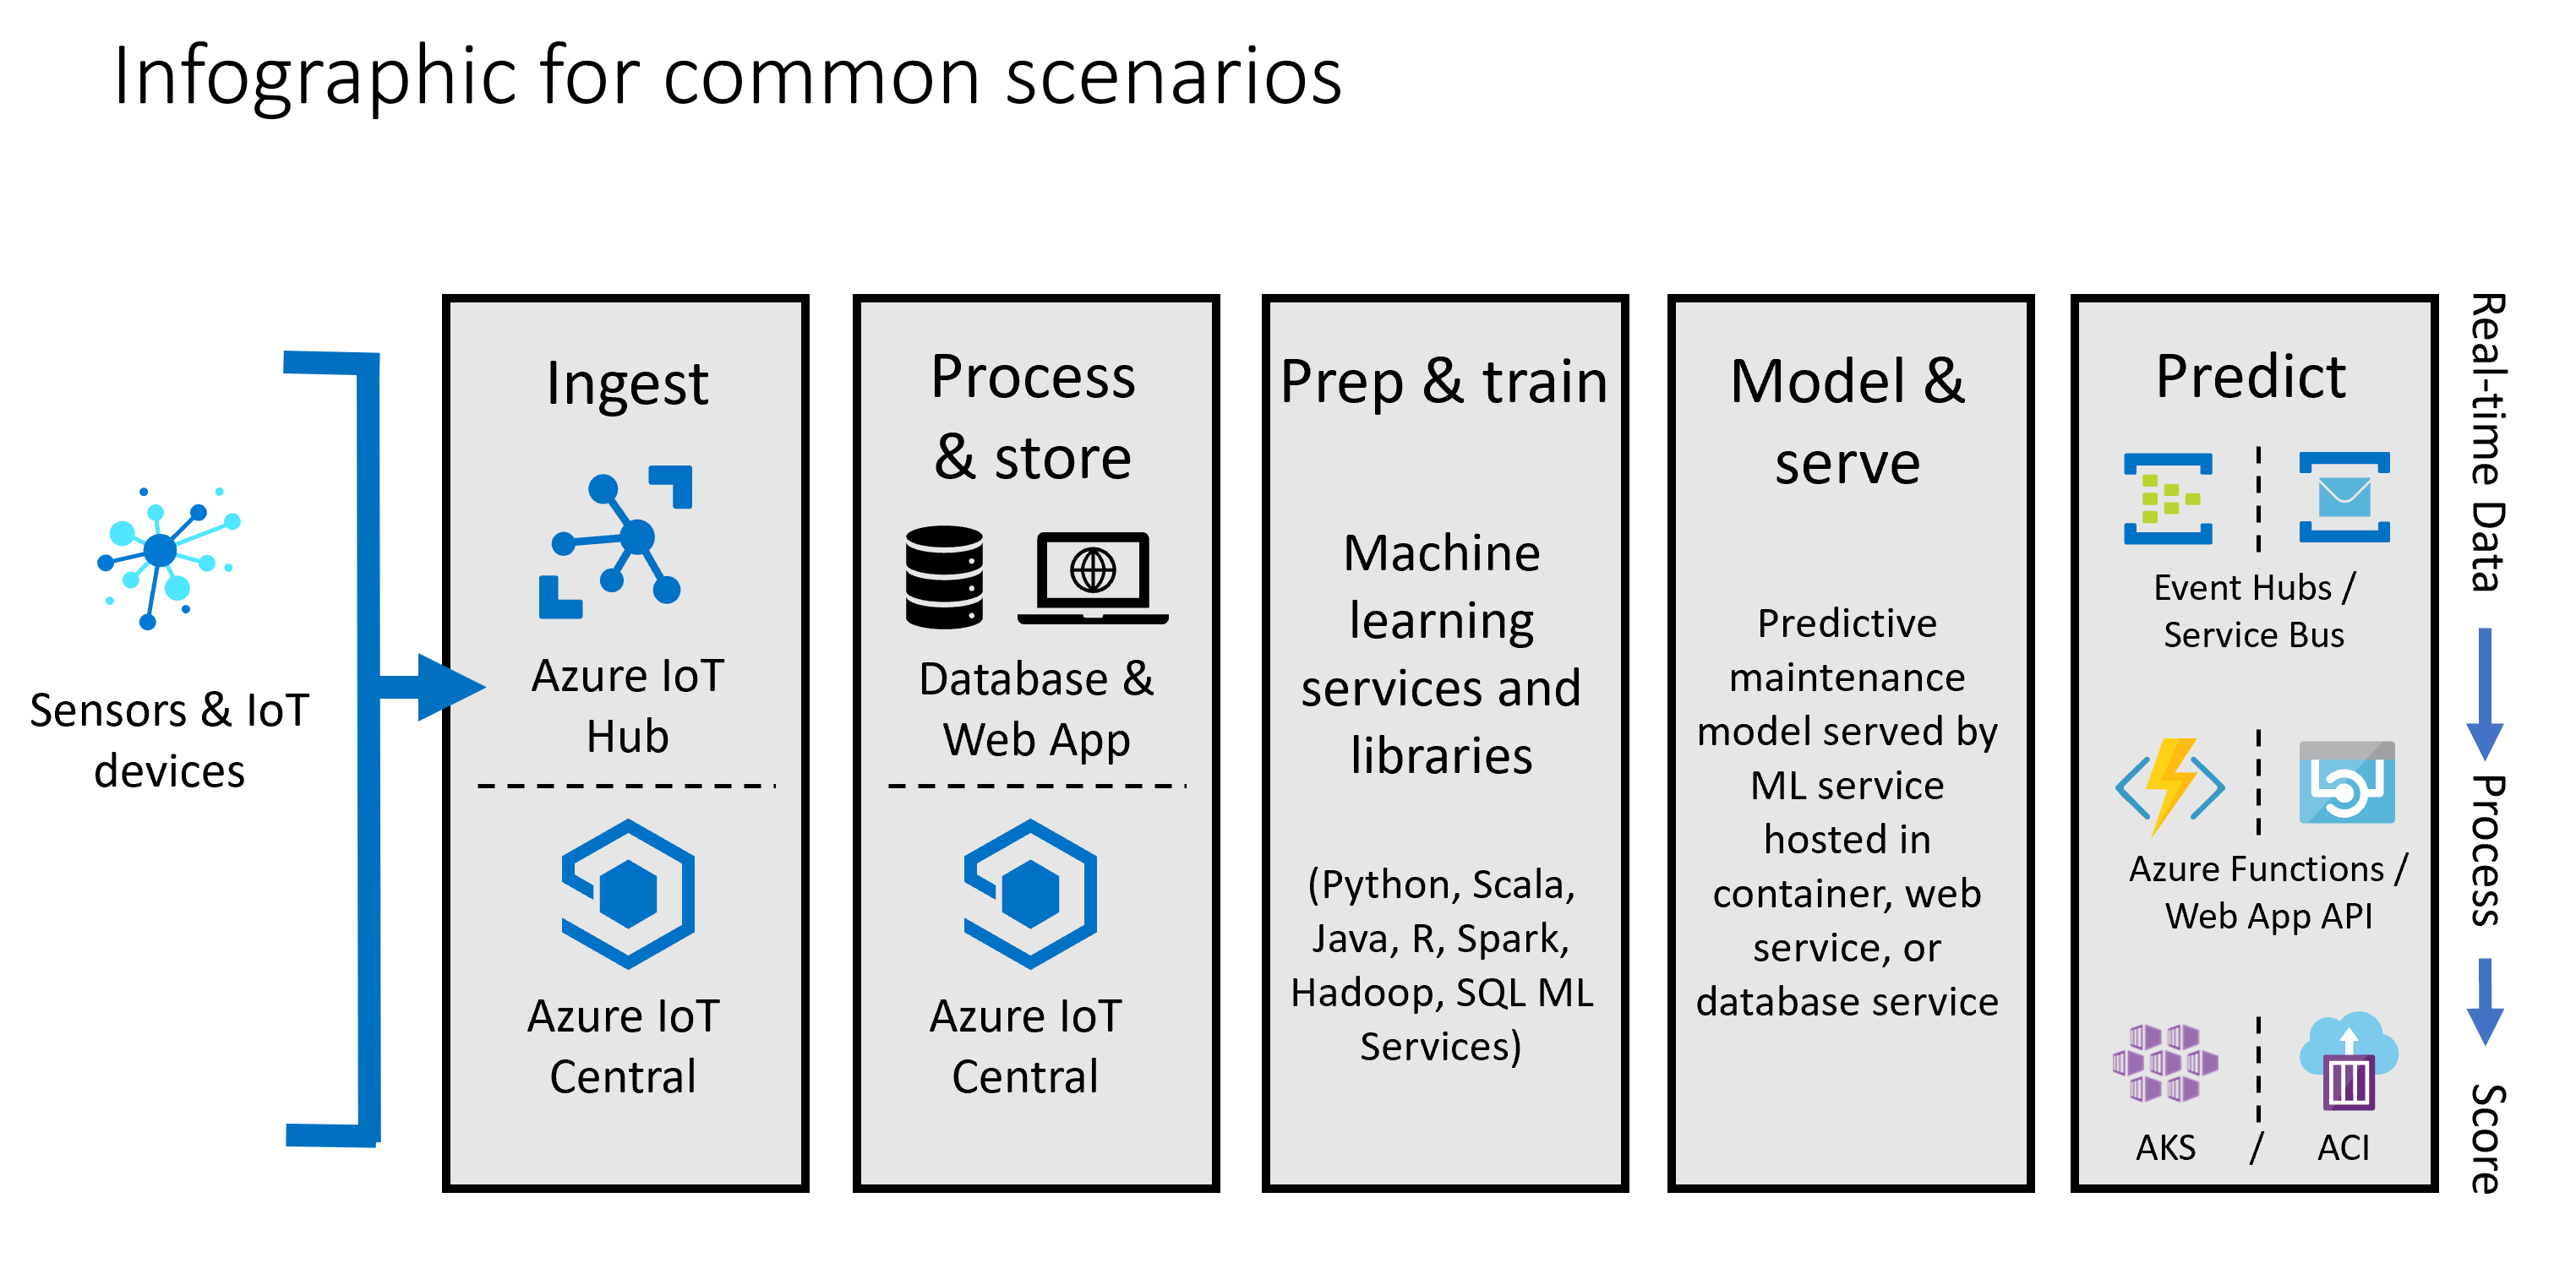 Infographic for common scenarios
Sensors & IoT
devices
Ingest
Azure IoT
Hub
Azure IoT
Central
Process
& store
Database &
Web App
Azure IoT
Central
Prep & train
Machine
learning
services and
libraries
(Python, Scala,
Java, R, Spark,
Hadoop, SQL ML
Services)
Model &
serve
Predictive
maintenance
model served by
ML service
hosted in
container, web
service, or
database service
Predict
Event Hubs /
Service Bus
Azure Functions /
Web App API
AKS / ACI
Real-time Data
Process
Score